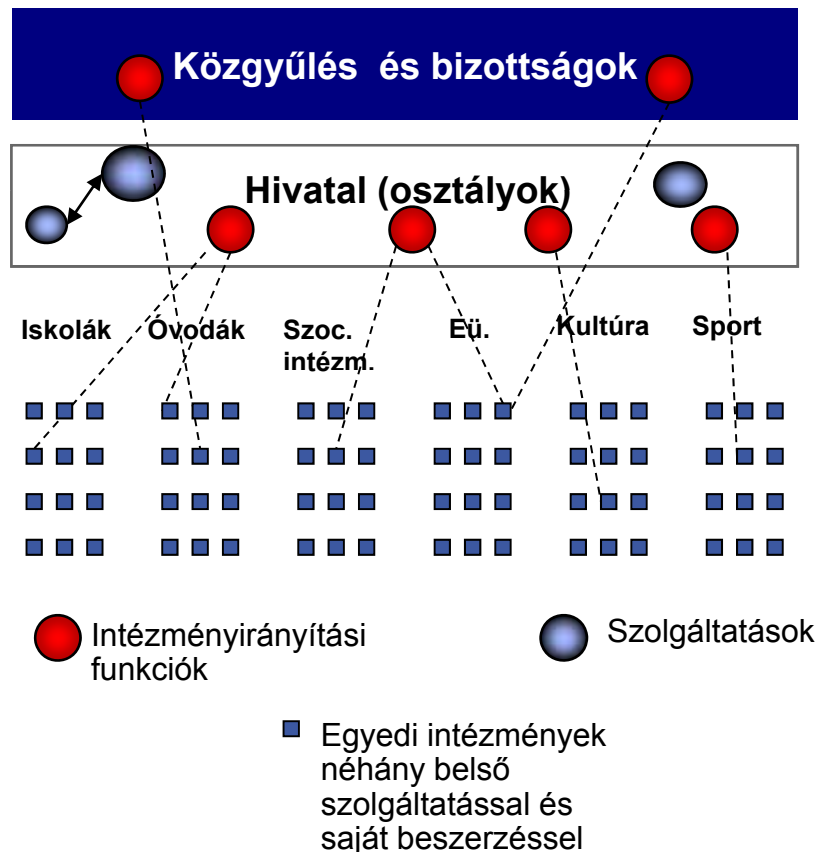 Közgyűlés és bizottságok
Hivatal (osztályok)
Iskolák
Óvodák
Szoc.
intézm.
Eü.
Kultúra
Sport
Intézményirányítási
funkciók
Szolgáltatások
Egyedi intézmények
néhány belső
szolgáltatással és
saját beszerzéssel